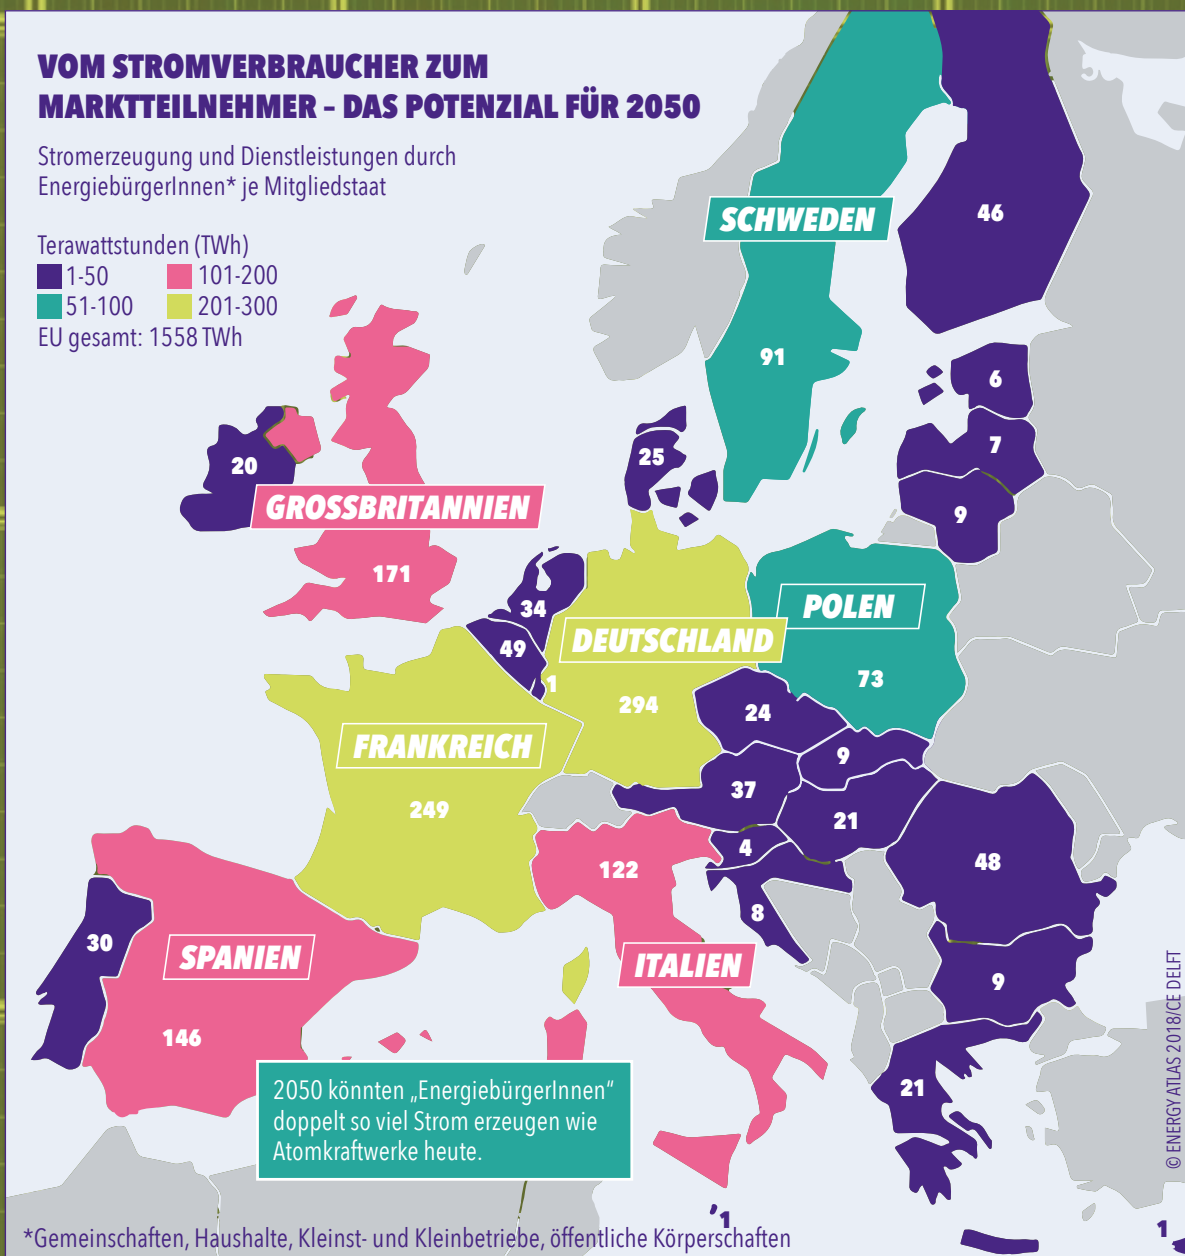 VOM STROMVERBRAUCHER ZUM
MARKTTEILNEHMER – DAS POTENZIAL FÜR 2050
Stromerzeugung und Dienstleistungen durch
EnergiebürgerInnen* je Mitgliedstaat
Terawattstunden (TWh)
1-50
101-200
51-100
201-300
EU gesamt: 1558 TWh
SCHWEDEN
46
91
6
7
9
25
20
GROSSBRITANNIEN
171
34
49
1
DEUTSCHLAND
294
POLEN
73
FRANKREICH
249
24
9
37
21
4
8
48
9
122
ITALIEN
30
SPANIEN
146
21
1
1
2050 könnten „EnergiebürgerInnen“
doppelt so viel Strom erzeugen wie
Atomkraftwerke heute.
*Gemeinschaften, Haushalte, Kleinst- und Kleinbetriebe, öffentliche Körperschaften
© ENERGY ATLAS 2018/CE DELFT